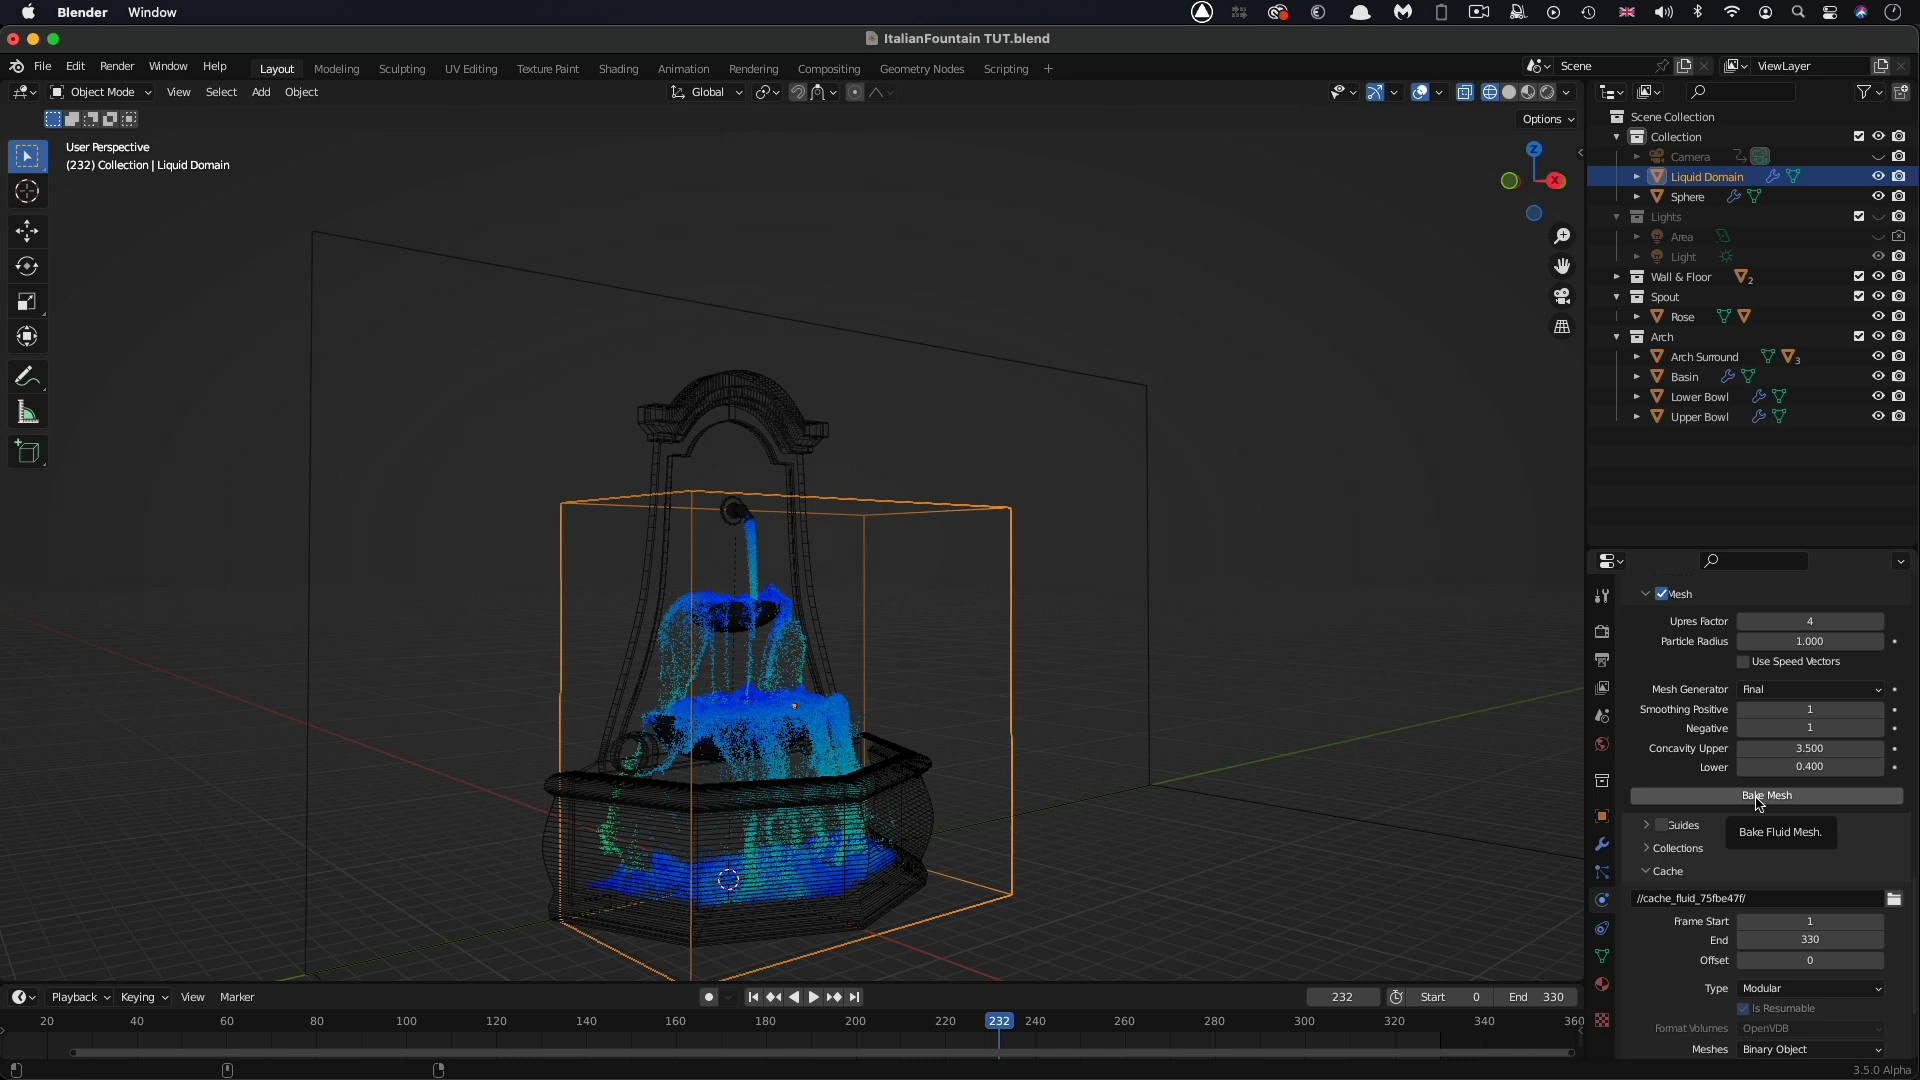 Blender Window
ItalianFountain TUT.blend
File Edit Render Window Help Layout Modeling Sculpting UV Editing Texture Paint Shading Animation Rendering Compositing Geometry Nodes Scripting + Scene ViewLayer
Object Mode View Select Add Object Global
Options
User Perspective
(232) Collection | Liquid Domain
Z
X
Scene Collection
Collection
Camera
Liquid Domain
Sphere
Lights
Area
Light
Wall & Floor 2
Spout
Rose
Arch
Arch Surround 3
Basin
Lower Bowl
Upper Bowl
Mesh
Upres Factor 4
Particle Radius 1.000
Use Speed Vectors
Mesh Generator Final
Smoothing Positive 1
Negative 1
Concavity Upper 3.500
Lower 0.400
Bake Mesh
Guides
Bake Fluid Mesh.
Collections
Cache
//cache_fluid_75fbe47f/
Frame Start 1
End 330
Offset 0
Type Modular
Is Resumable
Format Volumes OpenVDB
Meshes Binary Object
Playback Keying View Marker 232 Start 0 End 330
20 40 60 80 100 120 140 160 180 200 220 232 240 260 280 300 320 340 360
3.5.0 Alpha